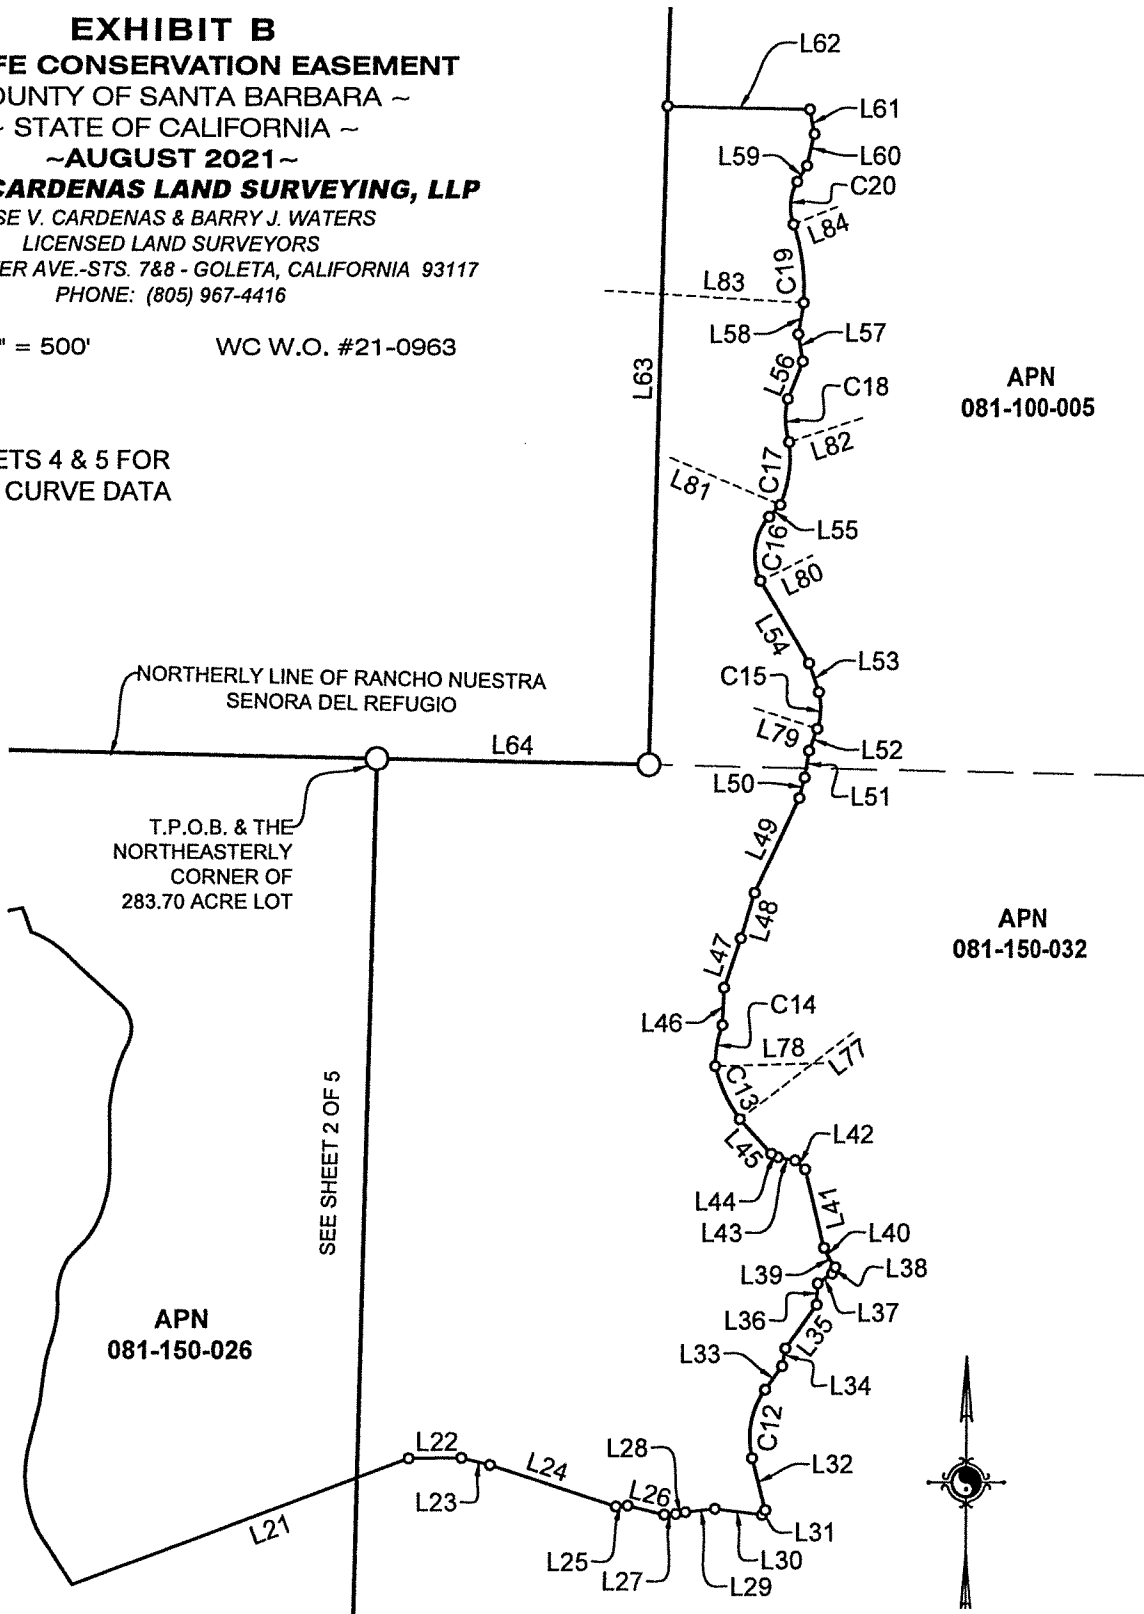 EXHIBIT B
FE CONSERVATION EASEMENT
OUNTY OF SANTA BARBARA ~
~ STATE OF CALIFORNIA ~
~AUGUST 2021~
CARDENAS LAND SURVEYING, LLP
SE V. CARDENAS & BARRY J. WATERS
LICENSED LAND SURVEYORS
ER AVE.-STS. 7&8 - GOLETA, CALIFORNIA 93117
PHONE: (805) 967-4416
" = 500'
WC W.O. #21-0963
ETS 4 & 5 FOR
CURVE DATA
L62
L61
L60
L59
C20
L84
C19
L83
L58
L57
L56
C18
L63
L82
C17
L81
L55
C16
L80
L54
L53
C15
L79
L52
APN
081-100-005
NORTHERLY LINE OF RANCHO NUESTRA
SENORA DEL REFUGIO
L64
L50
L51
T.P.O.B. & THE
NORTHEASTERLY
CORNER OF
283.70 ACRE LOT
L49
L48
L47
APN
081-150-032
L46
C14
L78
L77
C13
L45
L42
L44
L43
L41
L40
L39
L38
L36
L37
L35
L33
L34
C12
SEE SHEET 2 OF 5
APN
081-150-026
L22
L23
L24
L28
L26
L32
L21
L25
L27
L29
L30
L31